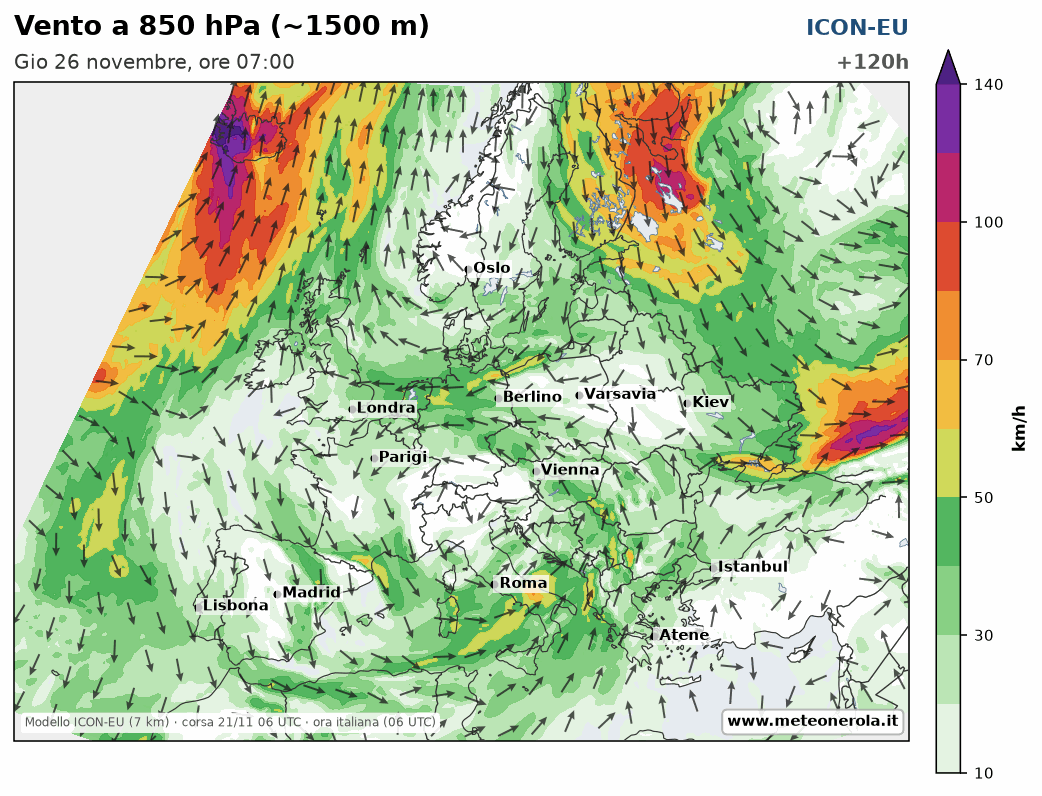 Vento a 850 hPa (~1500 m)
ICON-EU
Gio 26 novembre, ore 07:00
+120h
140
100
70
50
30
10
km/h
Oslo
Londra
Berlino
Varsavia
Kiev
Parigi
Vienna
Istanbul
Roma
Madrid
Lisbona
Atene
Modello ICON-EU (7 km) · corsa 21/11 06 UTC · ora italiana (06 UTC)
www.meteonerola.it